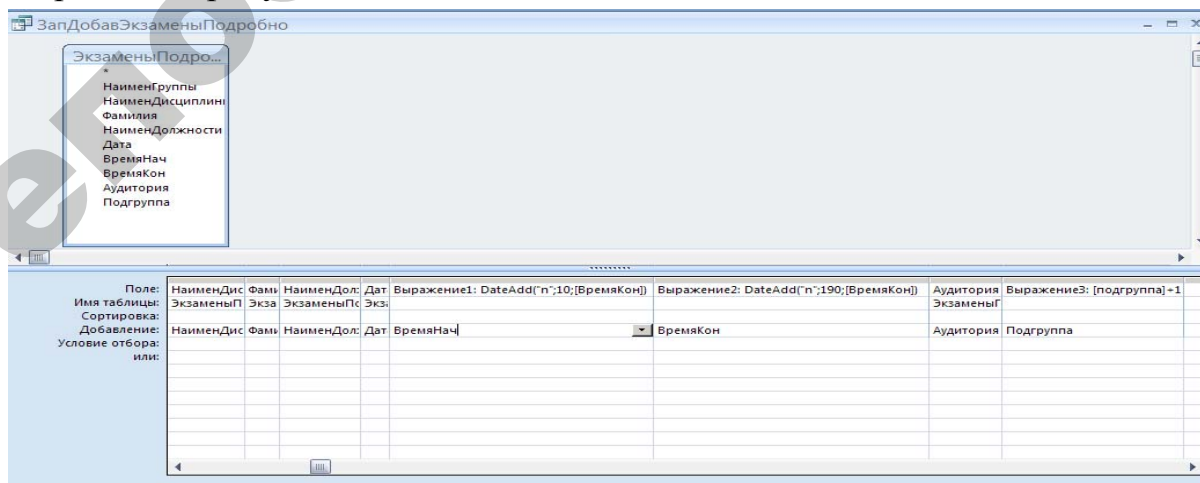 ЗапДобавЭкзаменыПодробно
ЭкзаменыПодро...
*
НаименГруппы
НаименДисциплин
Фамилия
НаименДолжности
Дата
ВремяНач
ВремяКон
Аудитория
Подгруппа
Поле: НаименДис Фами НаименДол: Дат Выражение1: DateAdd("n";10;[ВремяКон]) Выражение2: DateAdd("n";190;[ВремяКон]) Аудитория Выражение3: [подгруппа]+1
Имя таблицы: ЭкзаменыП Экза ЭкзаменыПо Экз Экзамены
Сортировка:
Добавление: НаименДис Фами НаименДол: Дат ВремяНач ВремяКон Аудитория Подгруппа
Условие отбора:
или: